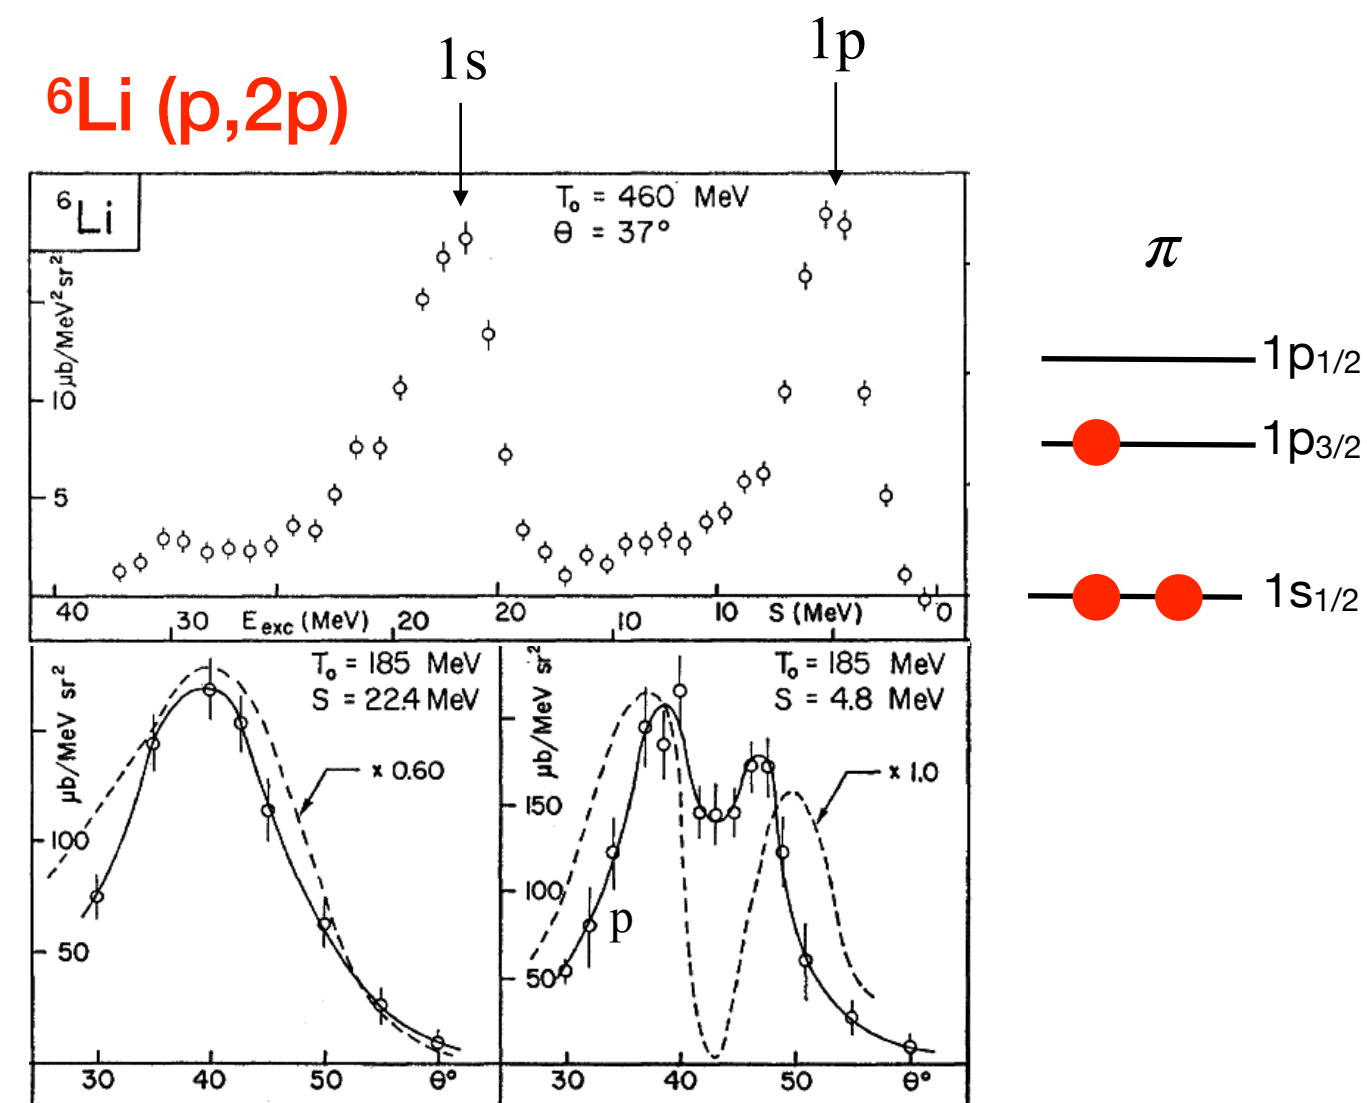 1s
1p
⁶Li (p,2p)
⁶Li
T₀ = 460 MeV
θ = 37°
μb/MeV²sr²
10
5
40
30
E_exc (MeV)
20
20
10
10
S (MeV)
0
π
1p₁/₂
1p₃/₂
1s₁/₂
T₀ = 185 MeV
S = 22.4 MeV
x 0.60
μb/MeV sr²
100
50
30
40
50
θ°
T₀ = 185 MeV
S = 4.8 MeV
x 1.0
μb/MeV sr²
150
100
50
p
30
40
50
θ°